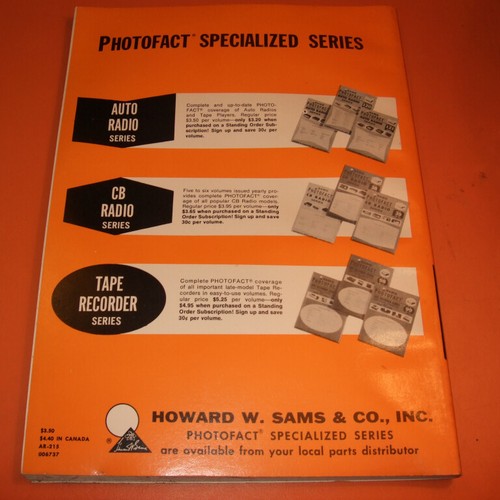 PHOTOFACT® SPECIALIZED SERIES
AUTO
RADIO
SERIES
Complete and up-to-date PHOTO-
FACT® coverage of Auto Radios
and Tape Players. Regular price
$3.50 per volume—only $3.20 when
purchased on a Standing Order Sub-
scription! Sign up and save 30¢ per
volume.
CB
RADIO
SERIES
Five to six volumes issued yearly pro-
vides complete PHOTOFACT® cover-
age of all popular CB Radio models.
Regular price $3.95 per volume—only
$3.65 when purchased on a Standing
Order Subscription! Sign up and save
30¢ per volume.
TAPE
RECORDER
SERIES
Complete PHOTOFACT® coverage
of all important late-model Tape Re-
corders in easy-to-use volumes. Reg-
ular price $5.25 per volume—only
$4.95 when purchased on a Standing
Order Subscription! Sign up and save
30¢ per volume.
$3.50
$4.40 IN CANADA
AR-215
006737
HOWARD W. SAMS & CO., INC.
PHOTOFACT® SPECIALIZED SERIES
are available from your local parts distributor